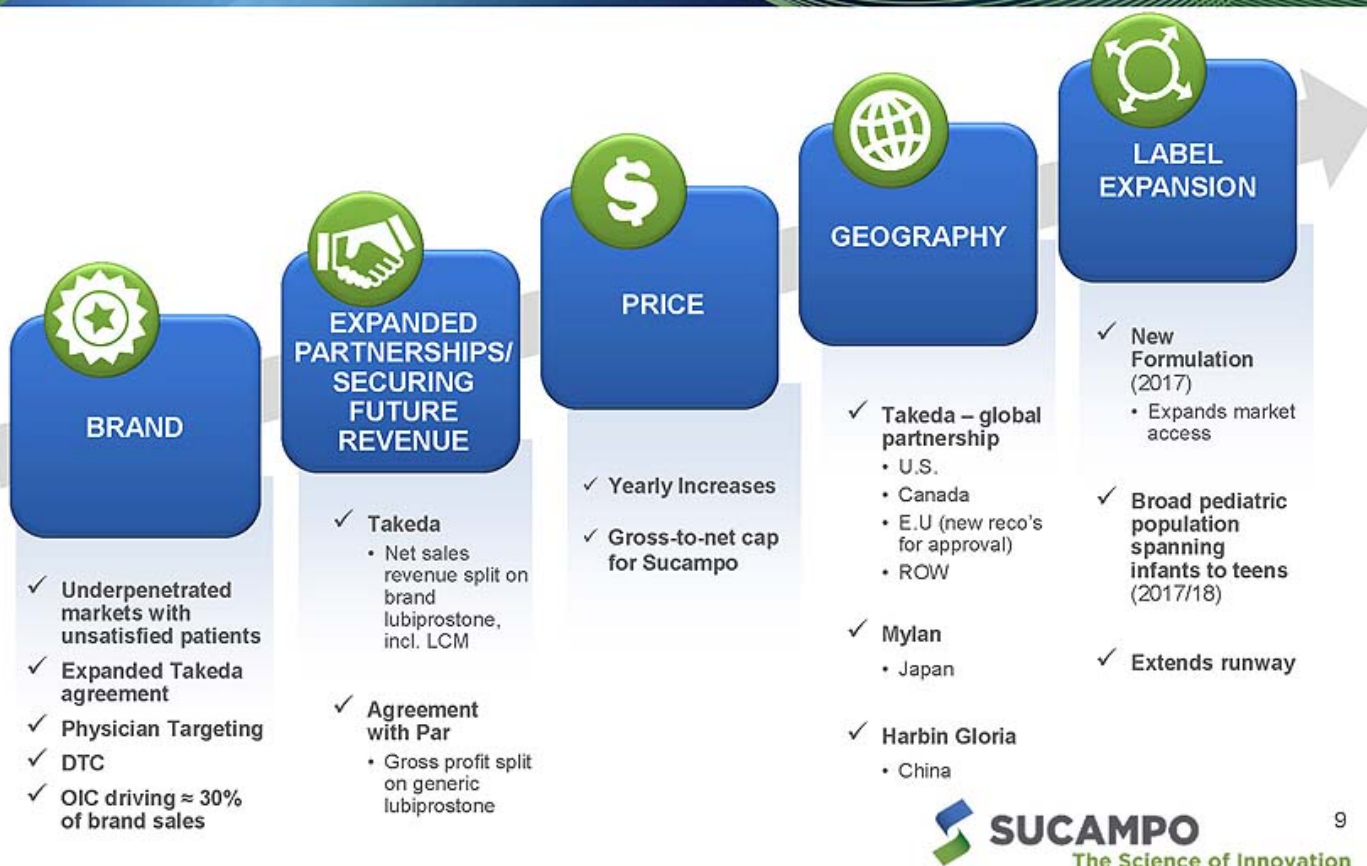 BRAND
✓ Underpenetrated
markets with
unsatisfied patients
✓ Expanded Takeda
agreement
✓ Physician Targeting
✓ DTC
✓ OIC driving ≈ 30%
of brand sales
EXPANDED
PARTNERSHIPS/
SECURING
FUTURE
REVENUE
✓ Takeda
• Net sales
revenue split on
brand
lubiprostone,
incl. LCM
✓ Agreement
with Par
• Gross profit split
on generic
lubiprostone
$
PRICE
✓ Yearly Increases
✓ Gross-to-net cap
for Sucampo
GEOGRAPHY
✓ Takeda – global
partnership
• U.S.
• Canada
• E.U (new reco's
for approval)
• ROW
✓ Mylan
• Japan
✓ Harbin Gloria
• China
LABEL
EXPANSION
✓ New
Formulation
(2017)
• Expands market
access
✓ Broad pediatric
population
spanning
infants to teens
(2017/18)
✓ Extends runway
SUCAMPO
The Science of Innovation
9